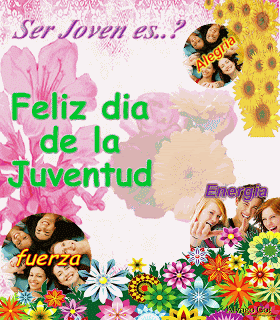 Ser Joven es..?
Alegria
Feliz dia
de la
Juventud
Energia
fuerza